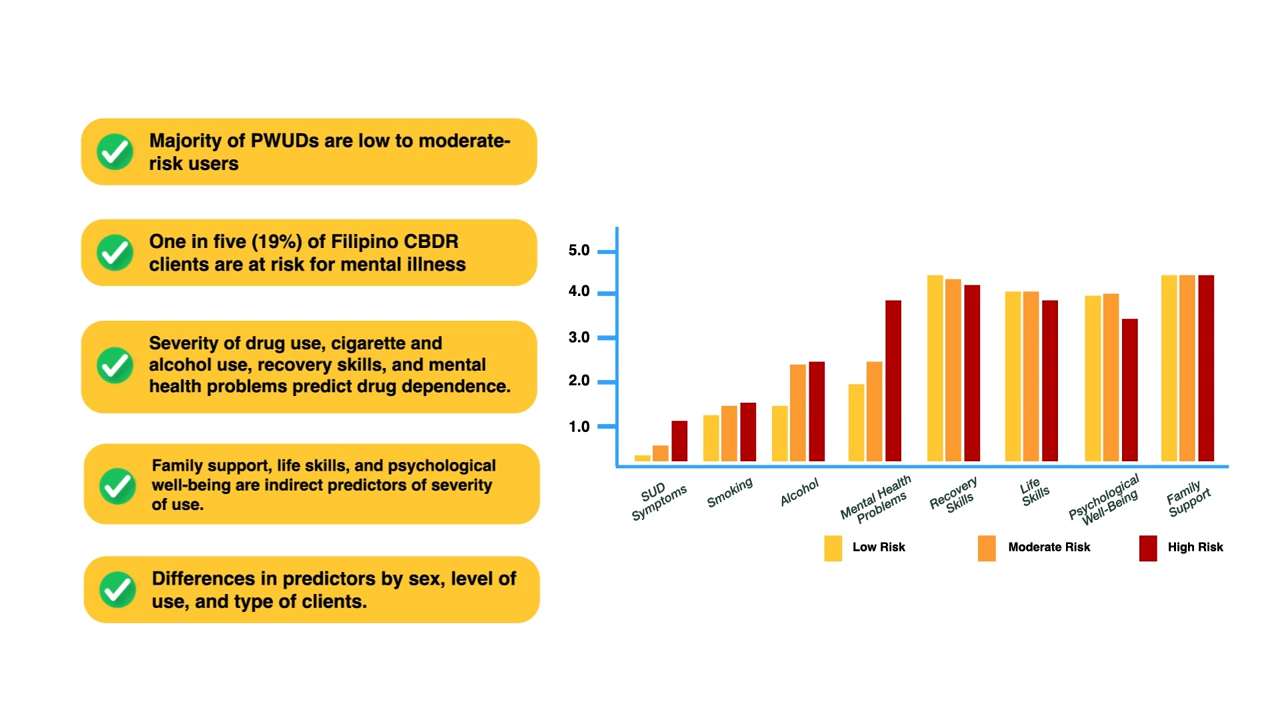 Majority of PWUDs are low to moderate-
risk users
One in five (19%) of Filipino CBDR
clients are at risk for mental illness
Severity of drug use, cigarette and
alcohol use, recovery skills, and mental
health problems predict drug dependence.
Family support, life skills, and psychological
well-being are indirect predictors of severity
of use.
Differences in predictors by sex, level of
use, and type of clients.
5.0
4.0
3.0
2.0
1.0
SUD
Symptoms
Smoking
Alcohol
Mental Health
Problems
Recovery
Skills
Life
Skills
Psychological
Well-Being
Family
Support
Low Risk
Moderate Risk
High Risk